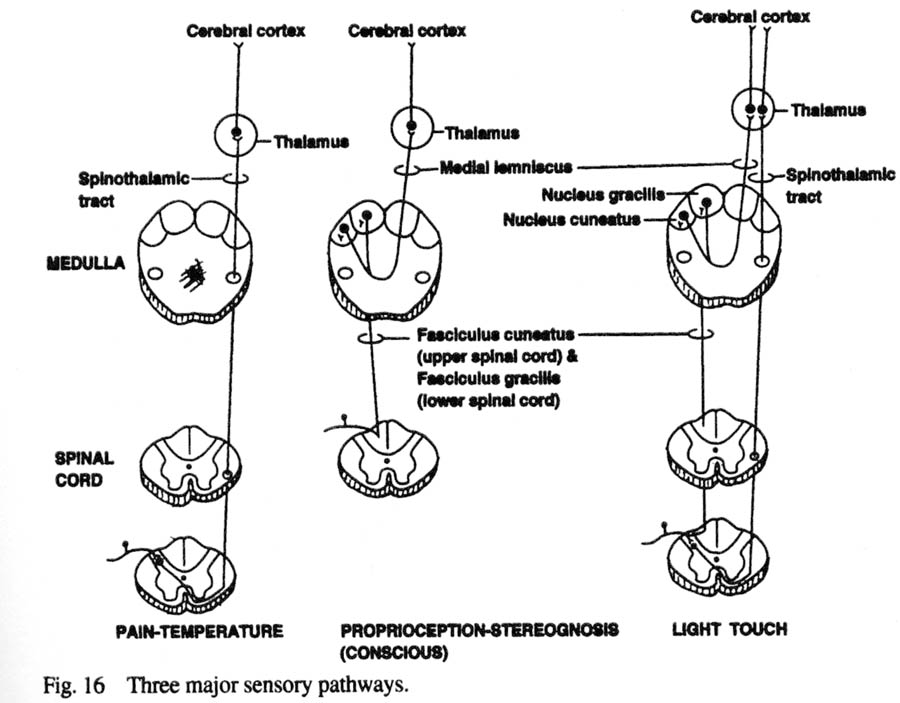 Cerebral cortex
Thalamus
Spinothalamic
tract
MEDULLA
SPINAL
CORD
PAIN-TEMPERATURE
Cerebral cortex
Thalamus
Medial lemniscus
Nucleus gracilis
Nucleus cuneatus
Fasciculus cuneatus
(upper spinal cord) &
Fasciculus gracilis
(lower spinal cord)
PROPRIOCEPTION-STEREOGNOSIS
(CONSCIOUS)
Cerebral cortex
Thalamus
Spinothalamic
tract
LIGHT TOUCH
Fig. 16 Three major sensory pathways.